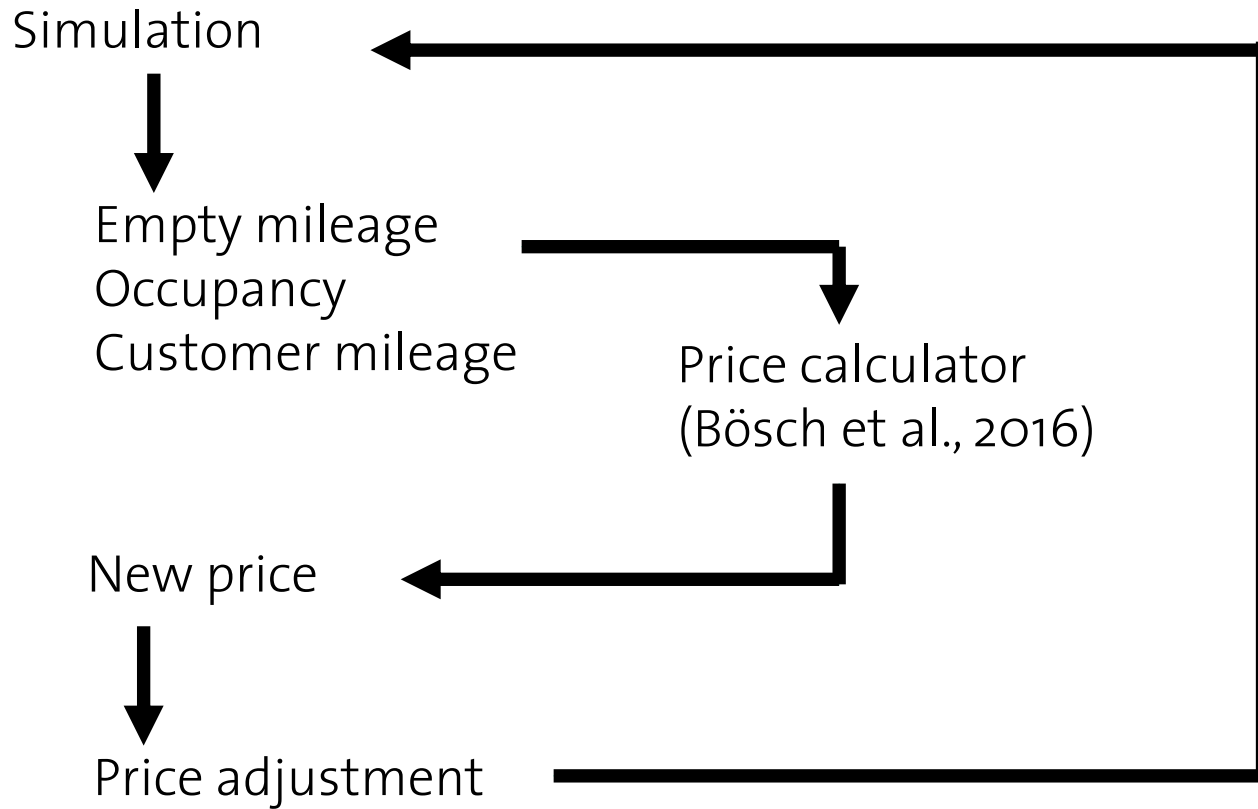 Simulation
Empty mileage
Occupancy
Customer mileage
Price calculator
(Bösch et al., 2016)
New price
Price adjustment